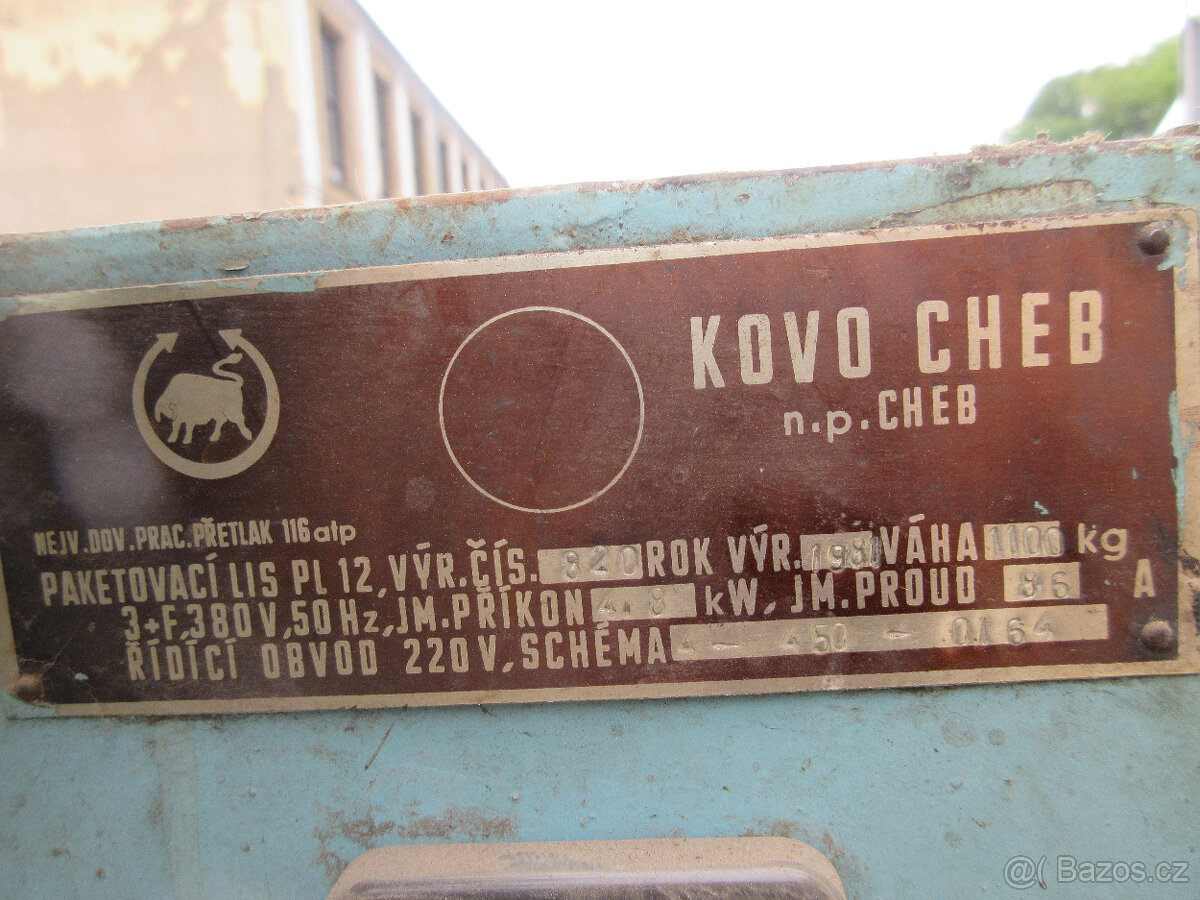 KOVO CHEB
n.p. CHEB
NEJV.DOV.PRAC.PŘETLAK 116 atp
PAKETOVACÍ LIS PL 12, VÝR.ČÍS. 820 ROK VÝR. 1981 VÁHA 1100 kg
3+F, 380 V, 50 Hz, JM.PŘÍKON 4,8 kW, JM.PROUD 86 A
ŘÍDÍCÍ OBVOD 220 V, SCHÉMA 4 - 450 - 0164
@( Bazos.cz